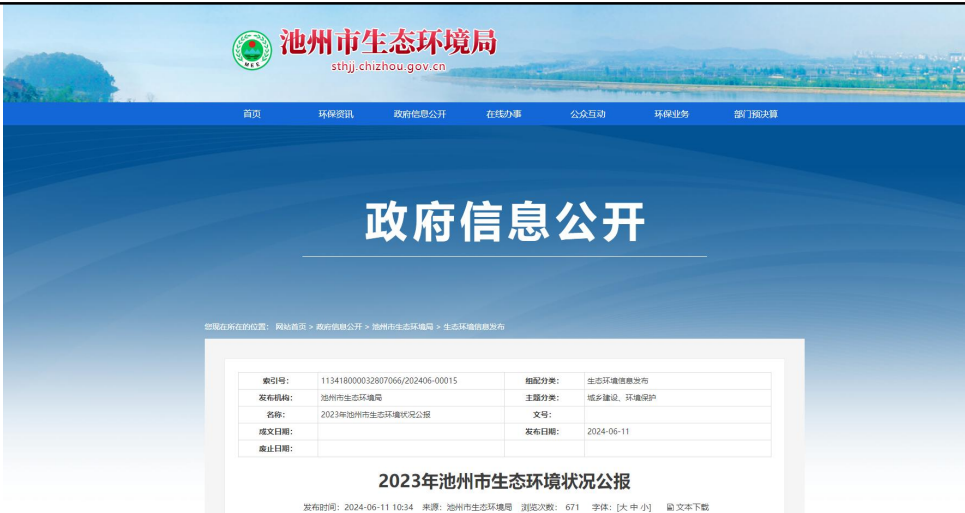 池州市生态环境局
sthjj.chizhou.gov.cn
MEE
首页 环保资讯 政府信息公开 在线办事 公众互动 环保业务 部门预决算
政府信息公开
您现在所在的位置： 网站首页 > 政府信息公开 > 池州市生态环境局 > 生态环境信息发布
索引号： 113418000032807066/202406-00015 组配分类： 生态环境信息发布
发布机构： 池州市生态环境局 主题分类： 城乡建设、环境保护
名称： 2023年池州市生态环境状况公报 文号：
成文日期： 发布日期： 2024-06-11
废止日期：
2023年池州市生态环境状况公报
发布时间：2024-06-11 10:34 来源：池州市生态环境局 浏览次数： 671 字体：[大 中 小] 文本下载